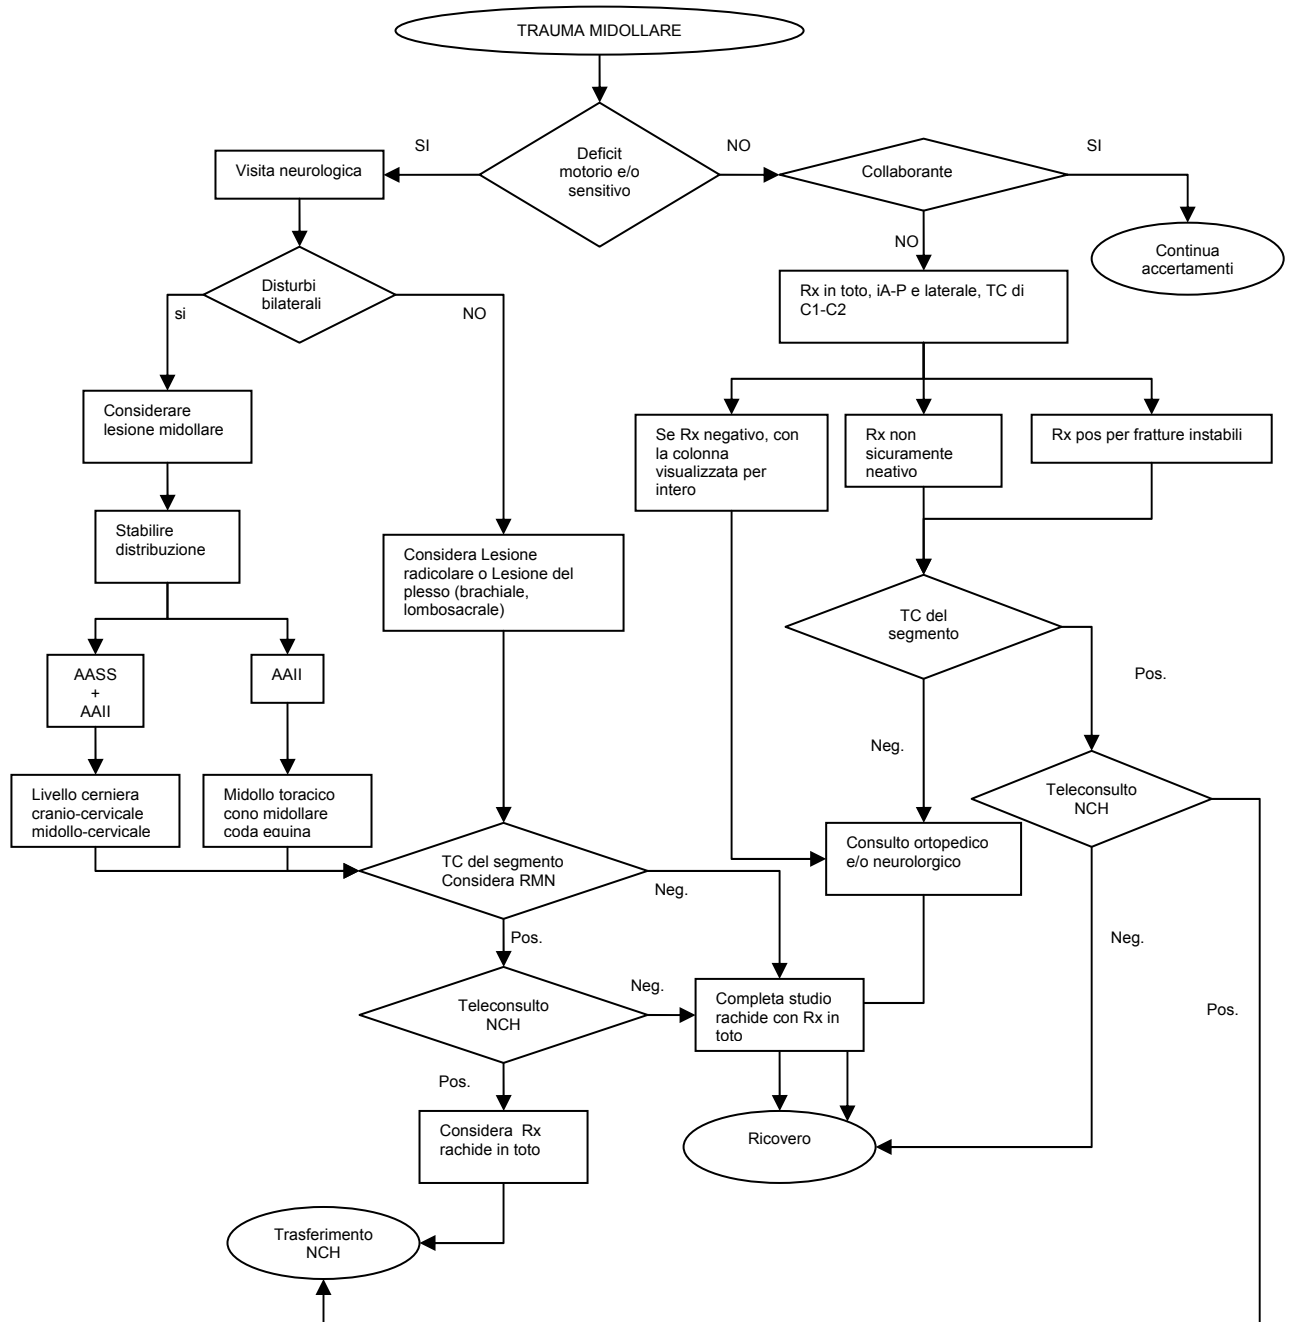 TRAUMA MIDOLLARE
SI
Deficit
motorio e/o
sensitivo
NO
Collaborante
SI
Visita neurologica
NO
Continua
accertamenti
Disturbi
bilaterali
si
NO
Rx in toto, iA-P e laterale, TC di
C1-C2
Considerare
lesione midollare
Se Rx negativo, con
la colonna
visualizzata per
intero
Rx non
sicuramente
neativo
Rx pos per fratture instabili
Stabilire
distribuzione
Considera Lesione
radicolare o Lesione del
plesso (brachiale,
lombosacrale)
TC del
segmento
AASS
+
AAII
AAII
Pos.
Neg.
Livello cerniera
cranio-cervicale
midollo-cervicale
Midollo toracico
cono midollare
coda equina
Teleconsulto
NCH
Consulto ortopedico
e/o neurolorgico
TC del segmento
Considera RMN
Neg.
Pos.
Neg.
Teleconsulto
NCH
Neg.
Completa studio
rachide con Rx in
toto
Pos.
Pos.
Considera  Rx
rachide in toto
Ricovero
Trasferimento
NCH